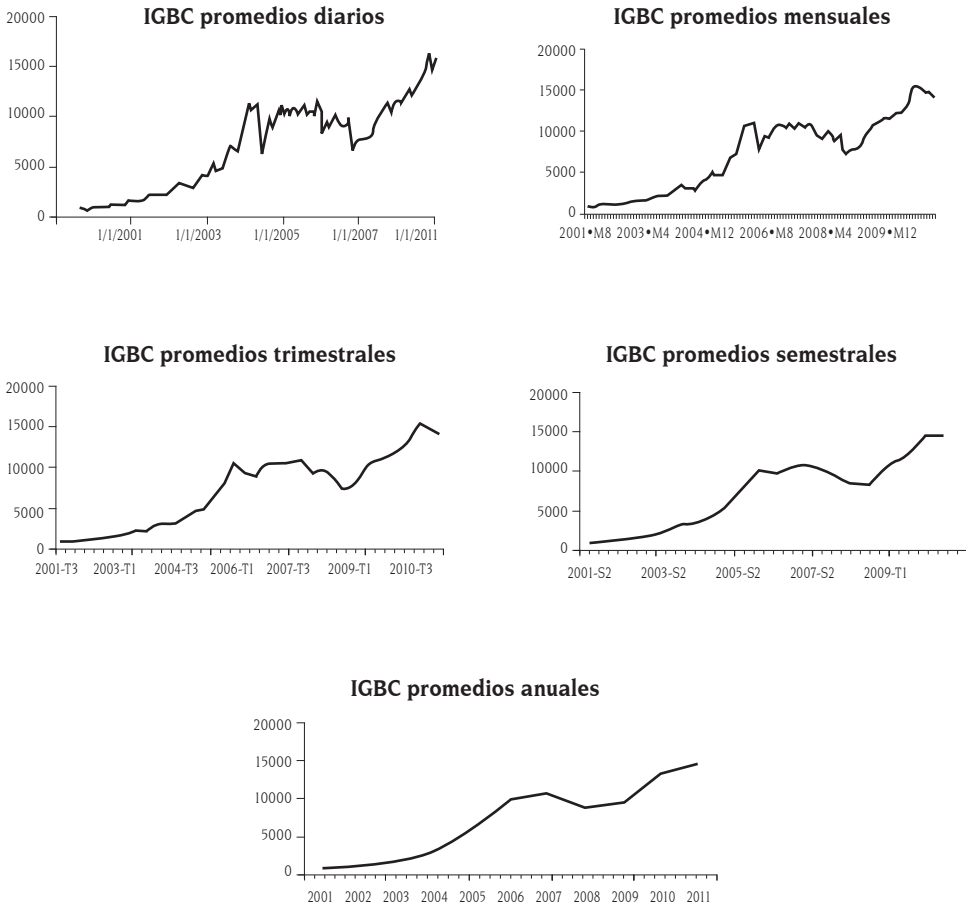 IGBC promedios diarios
20000
15000
10000
5000
0
1/1/2001 1/1/2003 1/1/2005 1/1/2007 1/1/2011
IGBC promedios mensuales
20000
15000
10000
5000
0
2001•M8 2003•M4 2004•M12 2006•M8 2008•M4 2009•M12
IGBC promedios trimestrales
20000
15000
10000
5000
0
2001-T3 2003-T1 2004-T3 2006-T1 2007-T3 2009-T1 2010-T3
IGBC promedios semestrales
20000
15000
10000
5000
0
2001-S2 2003-S2 2005-S2 2007-S2 2009-T1
IGBC promedios anuales
20000
15000
10000
5000
0
2001 2002 2003 2004 2005 2006 2007 2008 2009 2010 2011